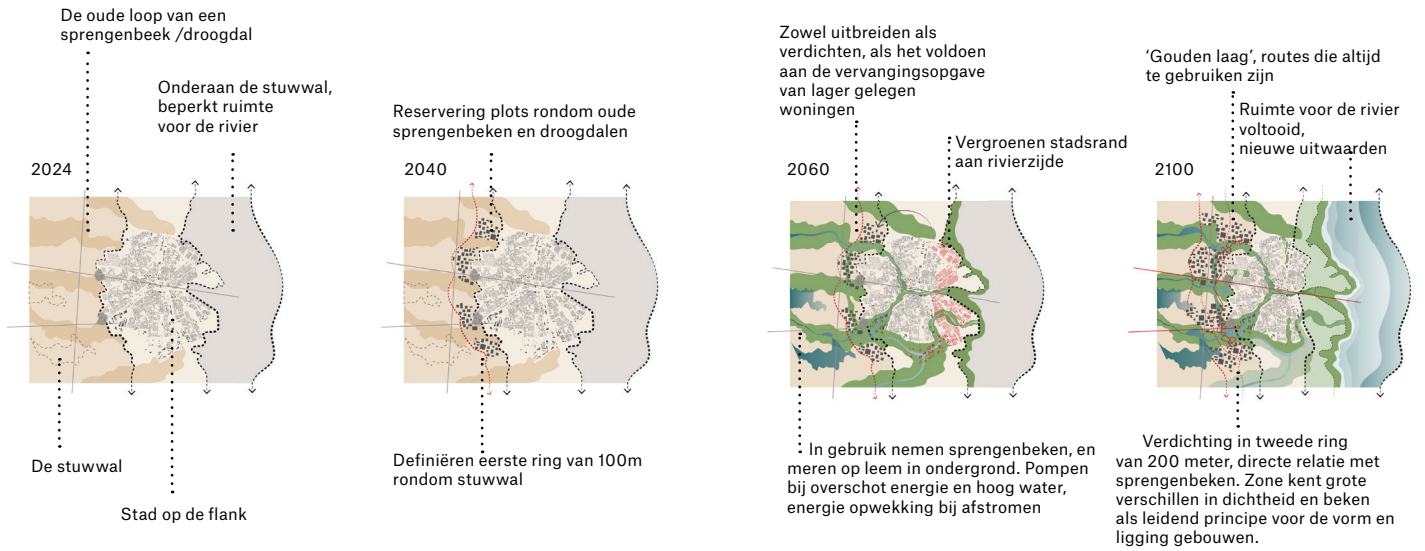 De oude loop van een
sprengenbeek /droogdal
Onderaan de stuwwal,
beperkt ruimte
voor de rivier
2024
De stuwwal
Stad op de flank
Reservering plots rondom oude
sprengenbeken en droogdalen
2040
Definiëren eerste ring van 100m
rondom stuwwal
Zowel uitbreiden als
verdichten, als het voldoen
aan de vervangingsopgave
van lager gelegen
woningen
Vergroenen stadsrand
aan rivierzijde
2060
In gebruik nemen sprengenbeken, en
meren op leem in ondergrond. Pompen
bij overschot energie en hoog water,
energie opwekking bij afstromen
‘Gouden laag’, routes die altijd
te gebruiken zijn
Ruimte voor de rivier
voltooid,
nieuwe uitwaarden
2100
Verdichting in tweede ring
van 200 meter, directe relatie met
sprengenbeken. Zone kent grote
verschillen in dichtheid en beken
als leidend principe voor de vorm en
ligging gebouwen.